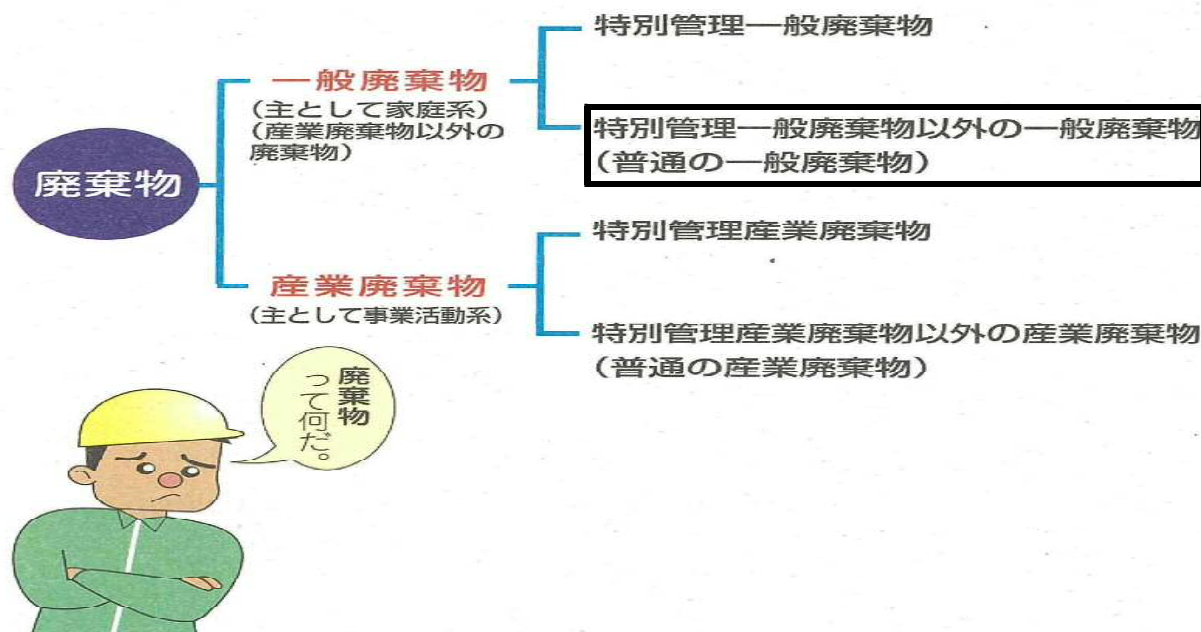 廃棄物
一般廃棄物
(主として家庭系)
(産業廃棄物以外の
廃棄物)
特別管理一般廃棄物
特別管理一般廃棄物以外の一般廃棄物
(普通の一般廃棄物)
産業廃棄物
(主として事業活動系)
特別管理産業廃棄物
特別管理産業廃棄物以外の産業廃棄物
(普通の産業廃棄物)
廃棄物
って何だ。